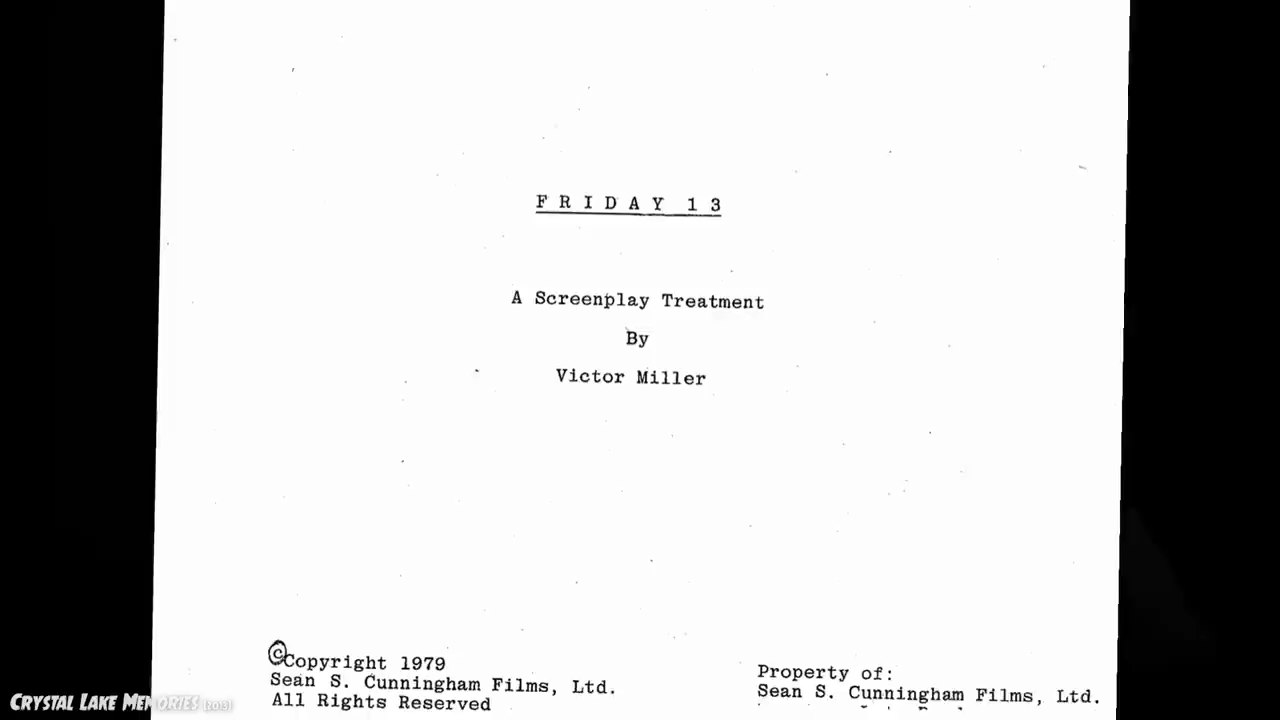 F R I D A Y 1 3
A Screenplay Treatment
By
Victor Miller
©Copyright 1979
Sean S. Cunningham Films, Ltd.
All Rights Reserved
Property of:
Sean S. Cunningham Films, Ltd.
CRYSTAL LAKE MEMORIES (2013)